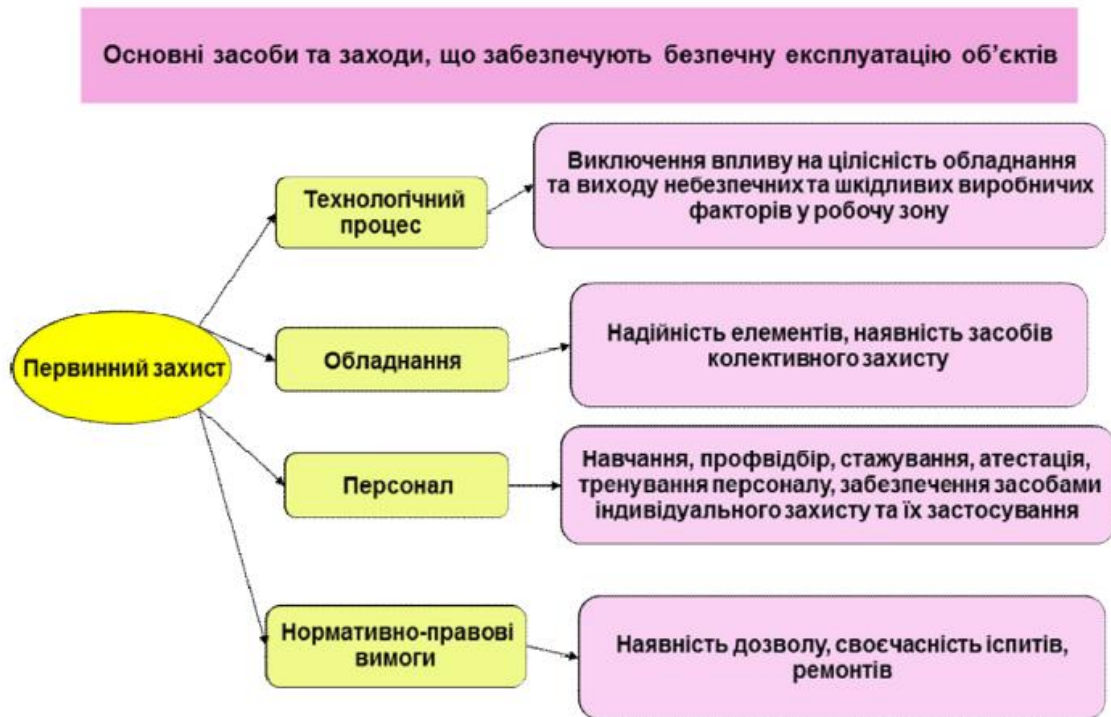 Основні засоби та заходи, що забезпечують безпечну експлуатацію об’єктів
Технологічний
процес
Виключення впливу на цілісність обладнання
та виходу небезпечних та шкідливих виробничих
факторів у робочу зону
Первинний захист
Обладнання
Надійність елементів, наявність засобів
колективного захисту
Персонал
Навчання, профвідбір, стажування, атестація,
тренування персоналу, забезпечення засобами
індивідуального захисту та їх застосування
Нормативно-правові
вимоги
Наявність дозволу, своєчасність іспитів,
ремонтів